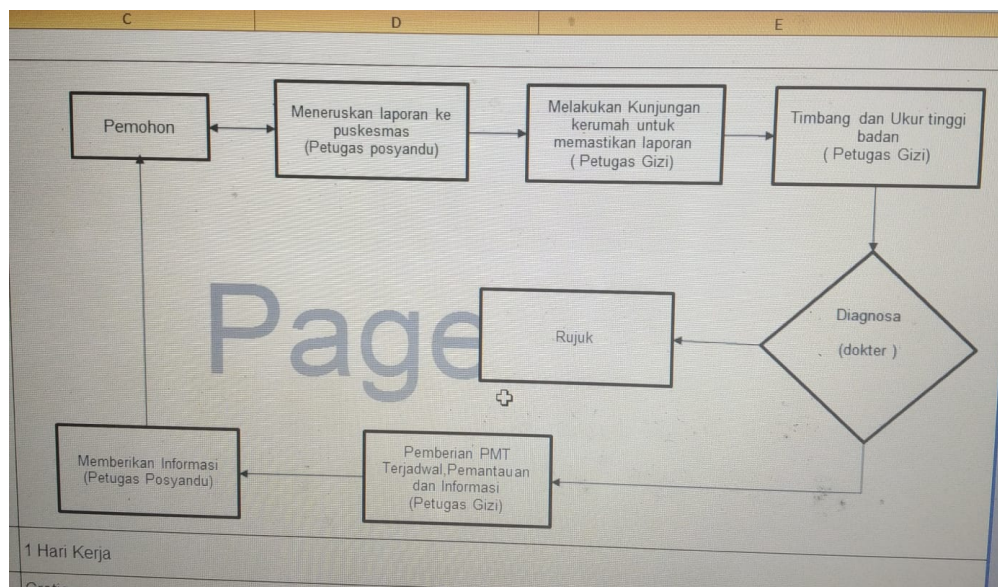 C
D
E
Pemohon
Meneruskan laporan ke
puskesmas
(Petugas posyandu)
Melakukan Kunjungan
kerumah untuk
memastikan laporan
( Petugas Gizi)
Timbang dan Ukur tinggi
badan
( Petugas Gizi)
Diagnosa
(dokter )
Rujuk
Page
Pemberian PMT
Terjadwal,Pemantauan
dan Informasi
(Petugas Gizi)
Memberikan Informasi
(Petugas Posyandu)
1 Hari Kerja